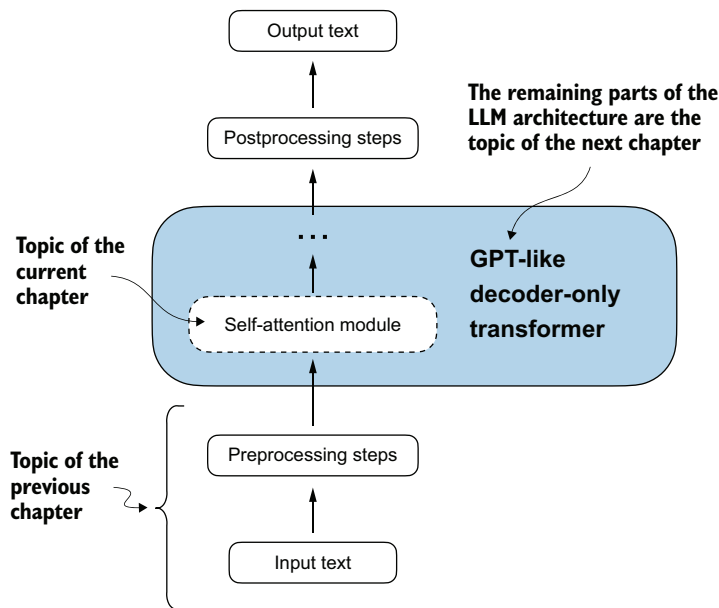 Output text
The remaining parts of the
LLM architecture are the
topic of the next chapter
Postprocessing steps
...
Topic of the
current
chapter
GPT-like
decoder-only
transformer
Self-attention module
Preprocessing steps
Topic of the
previous
chapter
Input text